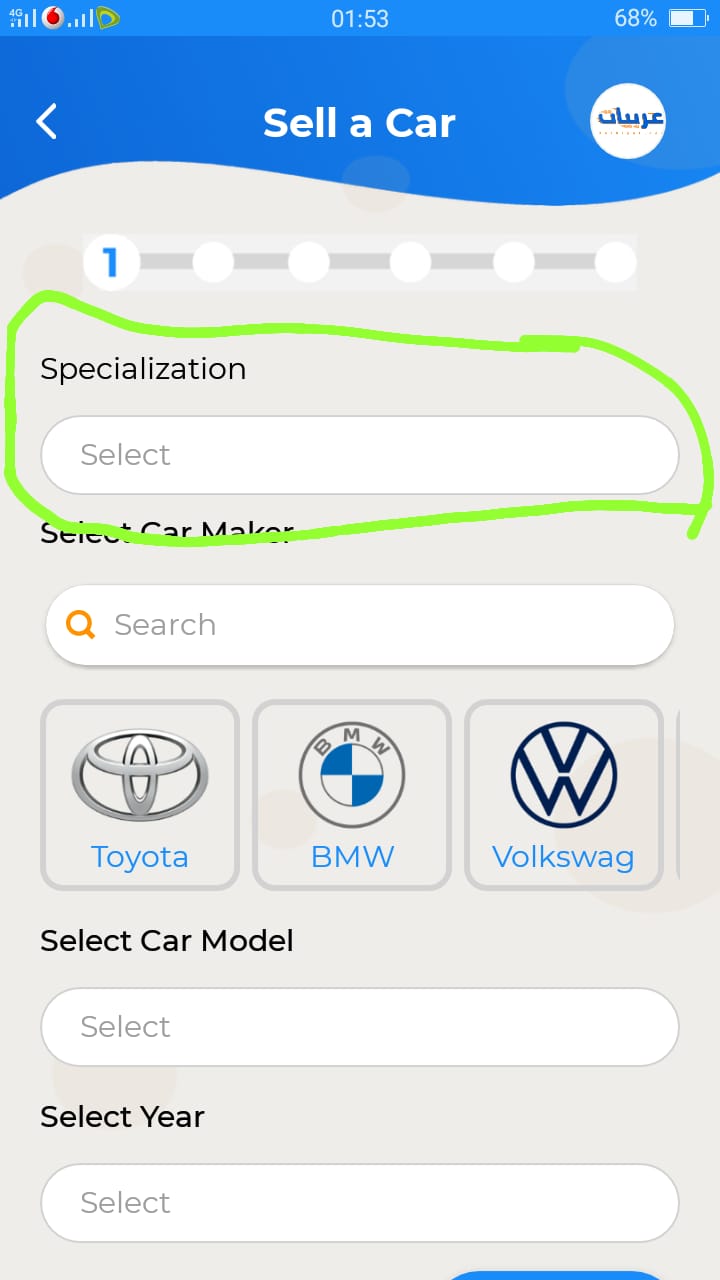 4G
01:53
68%
Sell a Car
عربيات
1
Specialization
Select
Select Car Maker
Search
B M W
Toyota
BMW
Volkswag
Select Car Model
Select
Select Year
Select